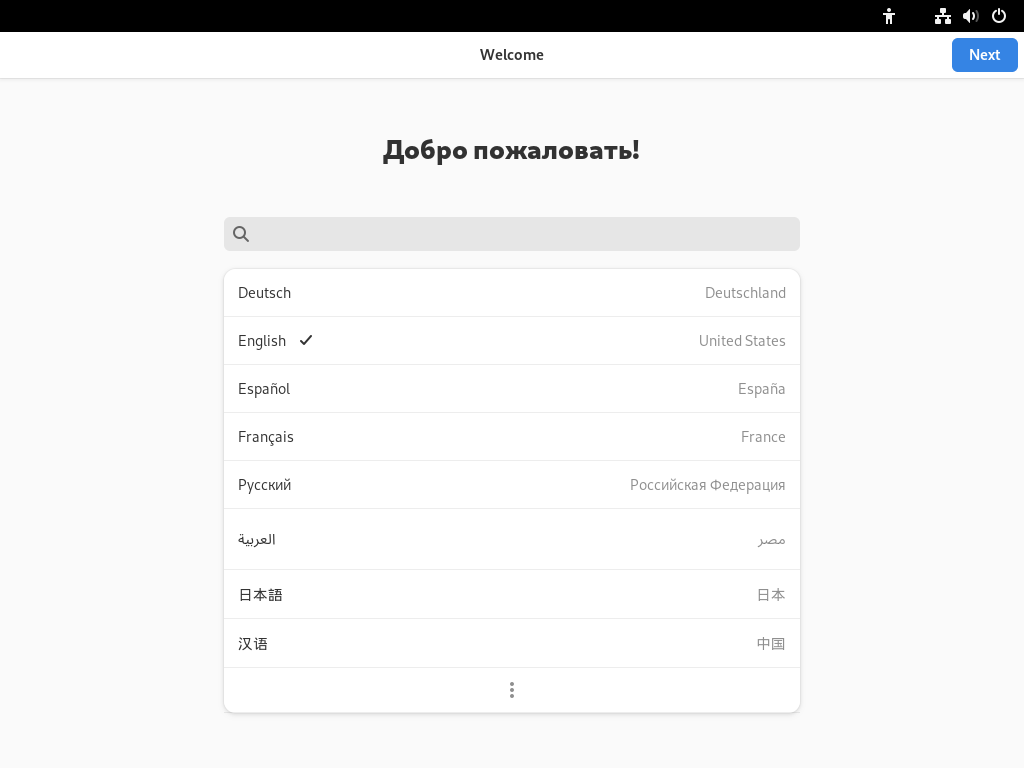 Welcome
Next
Добро пожаловать!
Deutsch Deutschland
English United States
Español España
Français France
Русский Российская Федерация
العربية مصر
日本語 日本
汉语 中国